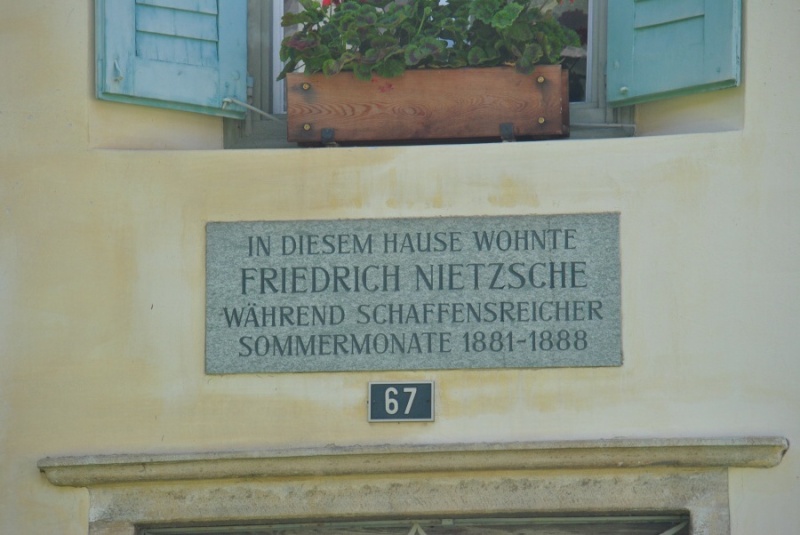 IN DIESEM HAUSE WOHNTE
FRIEDRICH NIETZSCHE
WÄHREND SCHAFFENSREICHER
SOMMERMONATE 1881-1888
67